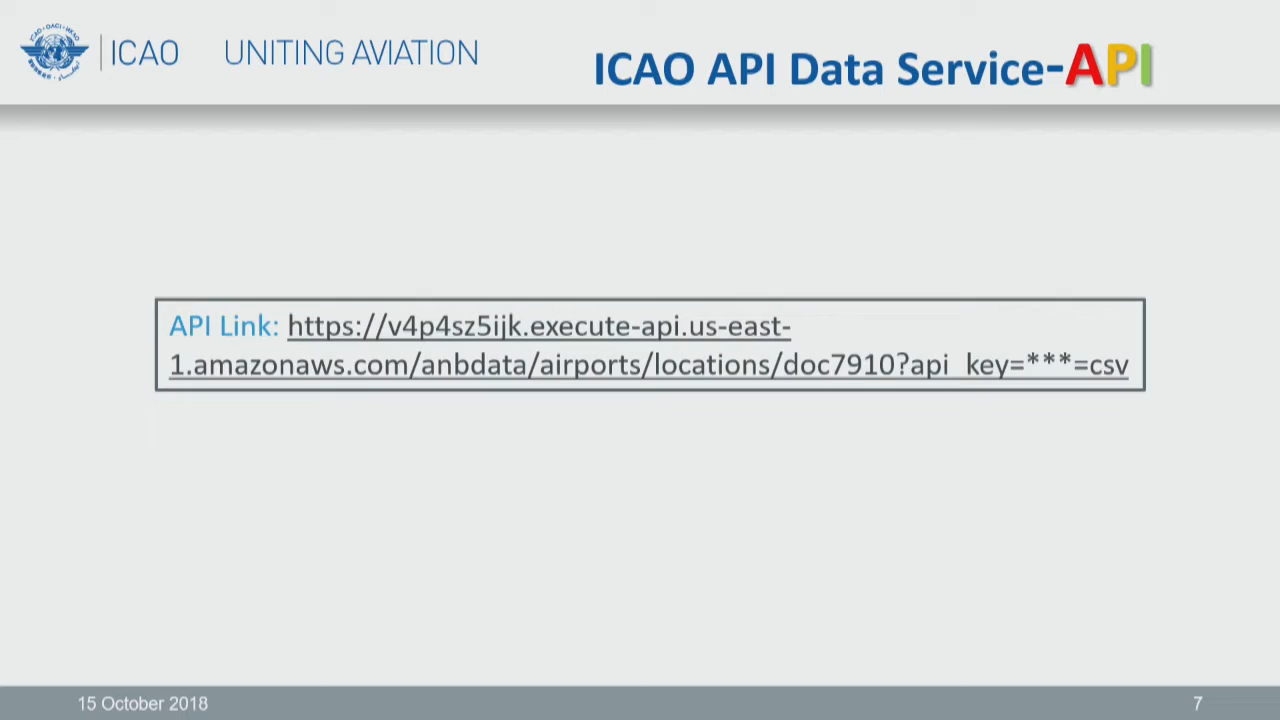 ICAO
UNITING AVIATION
ICAO API Data Service-API
API Link: https://v4p4sz5ijk.execute-api.us-east-
1.amazonaws.com/anbdata/airports/locations/doc7910?api_key=***=csv
15 October 2018
7